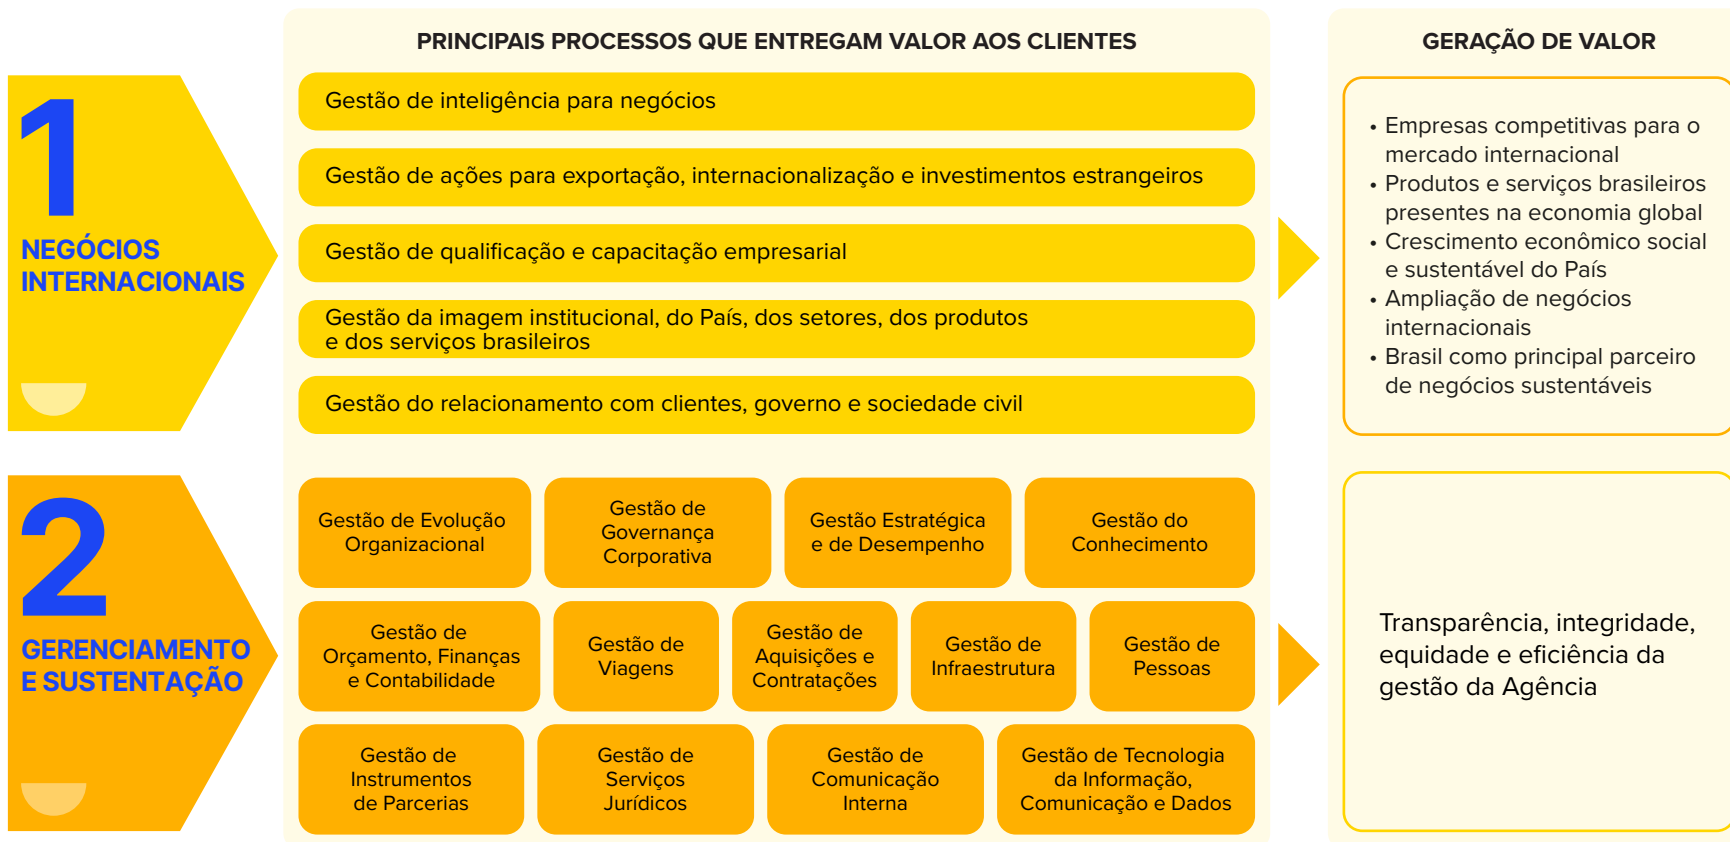 PRINCIPAIS PROCESSOS QUE ENTREGAM VALOR AOS CLIENTES
GERAÇÃO DE VALOR
1
NEGÓCIOS
INTERNACIONAIS
Gestão de inteligência para negócios
Gestão de ações para exportação, internacionalização e investimentos estrangeiros
Gestão de qualificação e capacitação empresarial
Gestão da imagem institucional, do País, dos setores, dos produtos
e dos serviços brasileiros
Gestão do relacionamento com clientes, governo e sociedade civil
• Empresas competitivas para o
mercado internacional
• Produtos e serviços brasileiros
presentes na economia global
• Crescimento econômico social
e sustentável do País
• Ampliação de negócios
internacionais
• Brasil como principal parceiro
de negócios sustentáveis
2
GERENCIAMENTO
E SUSTENTAÇÃO
Gestão de Evolução
Organizacional
Gestão de
Governança
Corporativa
Gestão Estratégica
e de Desempenho
Gestão do
Conhecimento
Gestão de
Orçamento, Finanças
e Contabilidade
Gestão de
Viagens
Gestão de
Aquisições e
Contratações
Gestão de
Infraestrutura
Gestão de
Pessoas
Gestão de
Instrumentos
de Parcerias
Gestão de
Serviços
Jurídicos
Gestão de
Comunicação
Interna
Gestão de Tecnologia
da Informação,
Comunicação e Dados
Transparência, integridade,
equidade e eficiência da
gestão da Agência